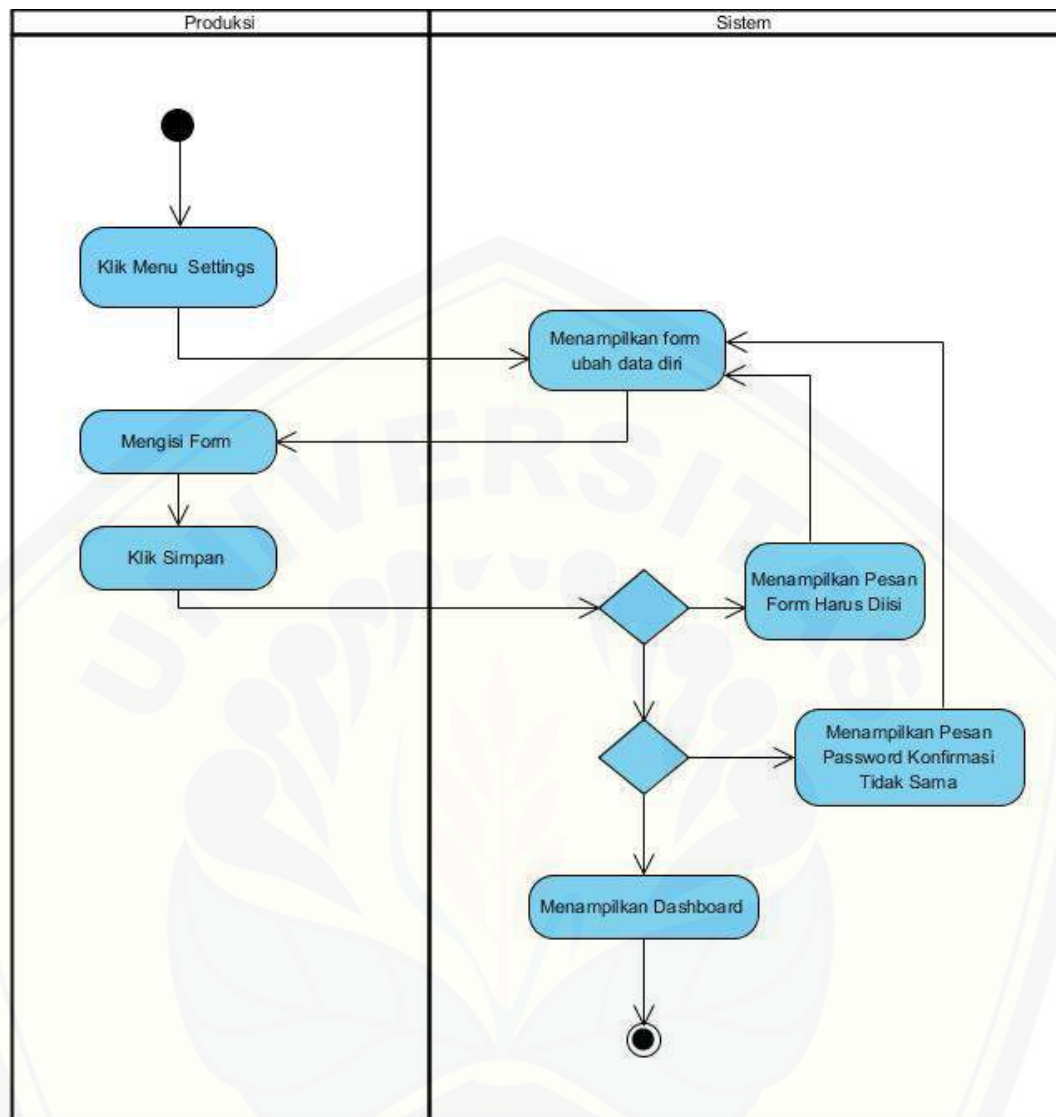 Produksi
Sistem
Klik Menu Settings
Menampilkan form
ubah data diri
Mengisi Form
Klik Simpan
Menampilkan Pesan
Form Harus Diisi
Menampilkan Pesan
Password Konfirmasi
Tidak Sama
Menampilkan Dashboard
UNIVERSITAS